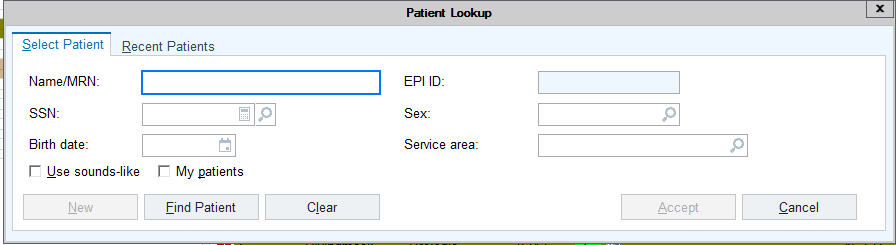 Patient Lookup
x
Select Patient Recent Patients
Name/MRN: EPI ID:
SSN: Sex:
Birth date: Service area:
Use sounds-like My patients
New Find Patient Clear Accept Cancel